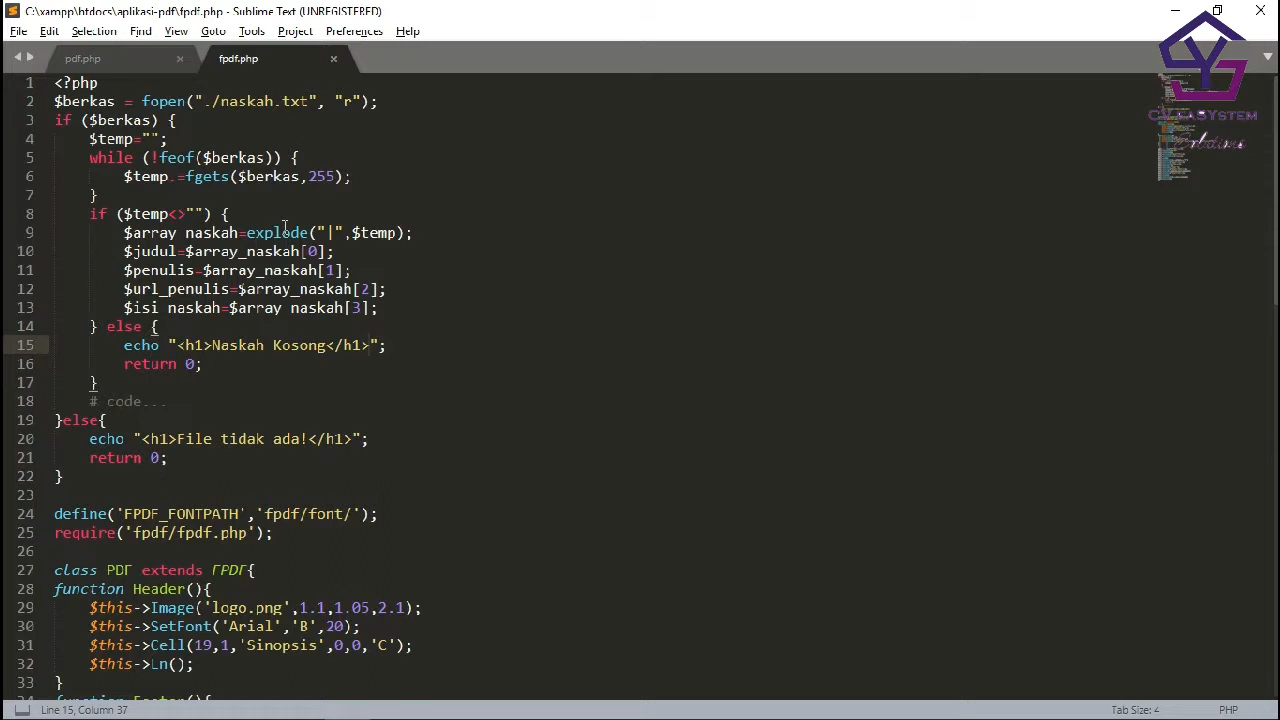 C:\xampp\htdocs\aplikasi-pdf\fpdf.php - Sublime Text (UNREGISTERED)
File Edit Selection Find View Goto Tools Project Preferences Help
pdf.php × fpdf.php ×
1 <?php
2 $berkas = fopen("./naskah.txt", "r");
3 if ($berkas) {
4 $temp="";
5 while (!feof($berkas)) {
6 $temp.=fgets($berkas,255);
7 }
8 if ($temp<>"") {
9 $array_naskah=explode("|",$temp);
10 $judul=$array_naskah[0];
11 $penulis=$array_naskah[1];
12 $url_penulis=$array_naskah[2];
13 $isi_naskah=$array_naskah[3];
14 } else {
15 echo "<h1>Naskah Kosong</h1>";
16 return 0;
17 }
18 # code...
19 }else{
20 echo "<h1>File tidak ada!</h1>";
21 return 0;
22 }
23
24 define('FPDF_FONTPATH','fpdf/font/');
25 require('fpdf/fpdf.php');
26
27 class PDF extends FPDF{
28 function Header(){
29 $this->Image('logo.png',1.1,1.05,2.1);
30 $this->SetFont('Arial','B',20);
31 $this->Cell(19,1,'Sinopsis',0,0,'C');
32 $this->Ln();
33 }
34 function Footer(){
CV EASYSTEM
Line 15, Column 37
Tab Size: 4
PHP